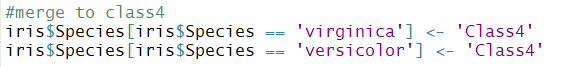 #merge to class4
iris$Species[iris$Species == 'virginica'] <- 'Class4'
iris$Species[iris$Species == 'versicolor'] <- 'Class4'